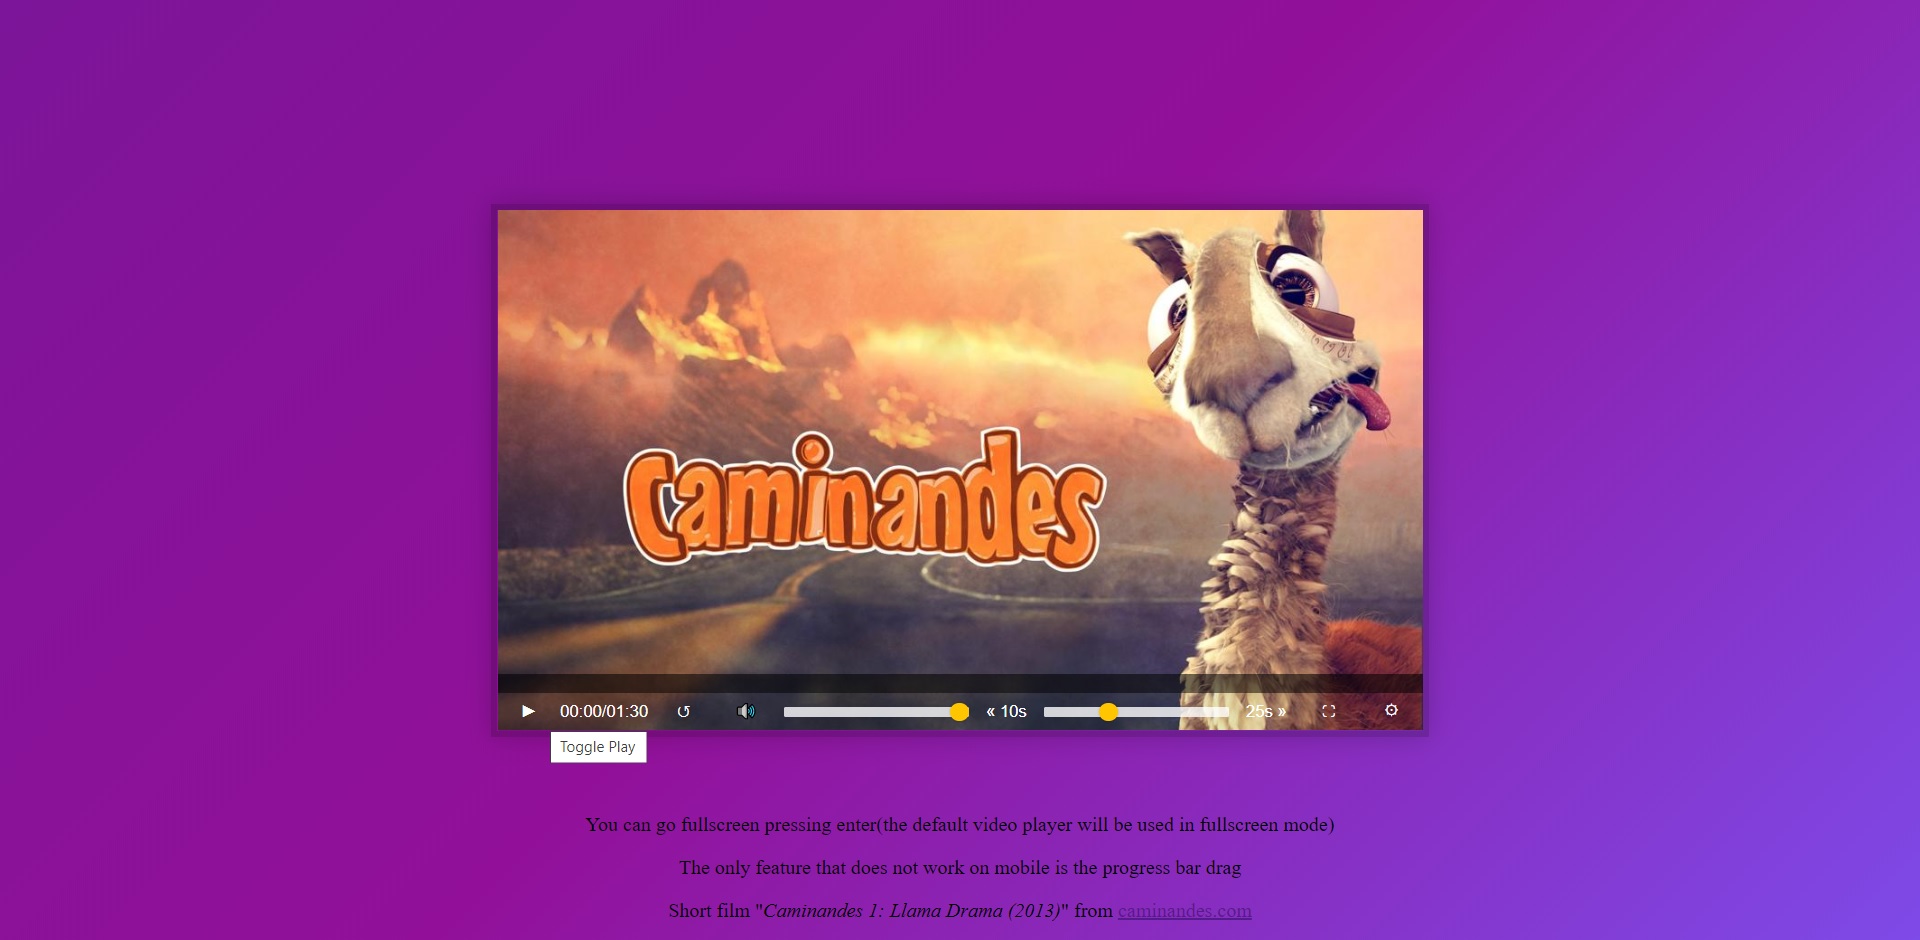 Caminandes
00:00/01:30 « 10s 25s »
Toggle Play
You can go fullscreen pressing enter(the default video player will be used in fullscreen mode)
The only feature that does not work on mobile is the progress bar drag
Short film "Caminandes 1: Llama Drama (2013)" from caminandes.com